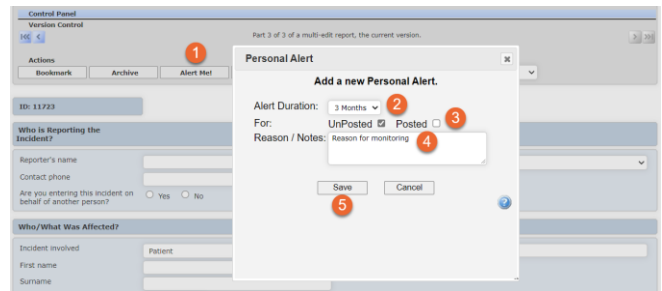 Control Panel
Version Control
Part 3 of 3 of a multi-edit report, the current version.
Actions
1
Bookmark Archive Alert Me!
ID: 11723
Who is Reporting the
Incident?
Reporter's name
Contact phone
Are you entering this incident on
behalf of another person?
Yes No
Who/What Was Affected?
Incident involved Patient
First name
Surname
Personal Alert x
Add a new Personal Alert.
Alert Duration: 3 Months 2
For: UnPosted Posted 3
Reason / Notes: Reason for monitoring 4
Save Cancel
5
?